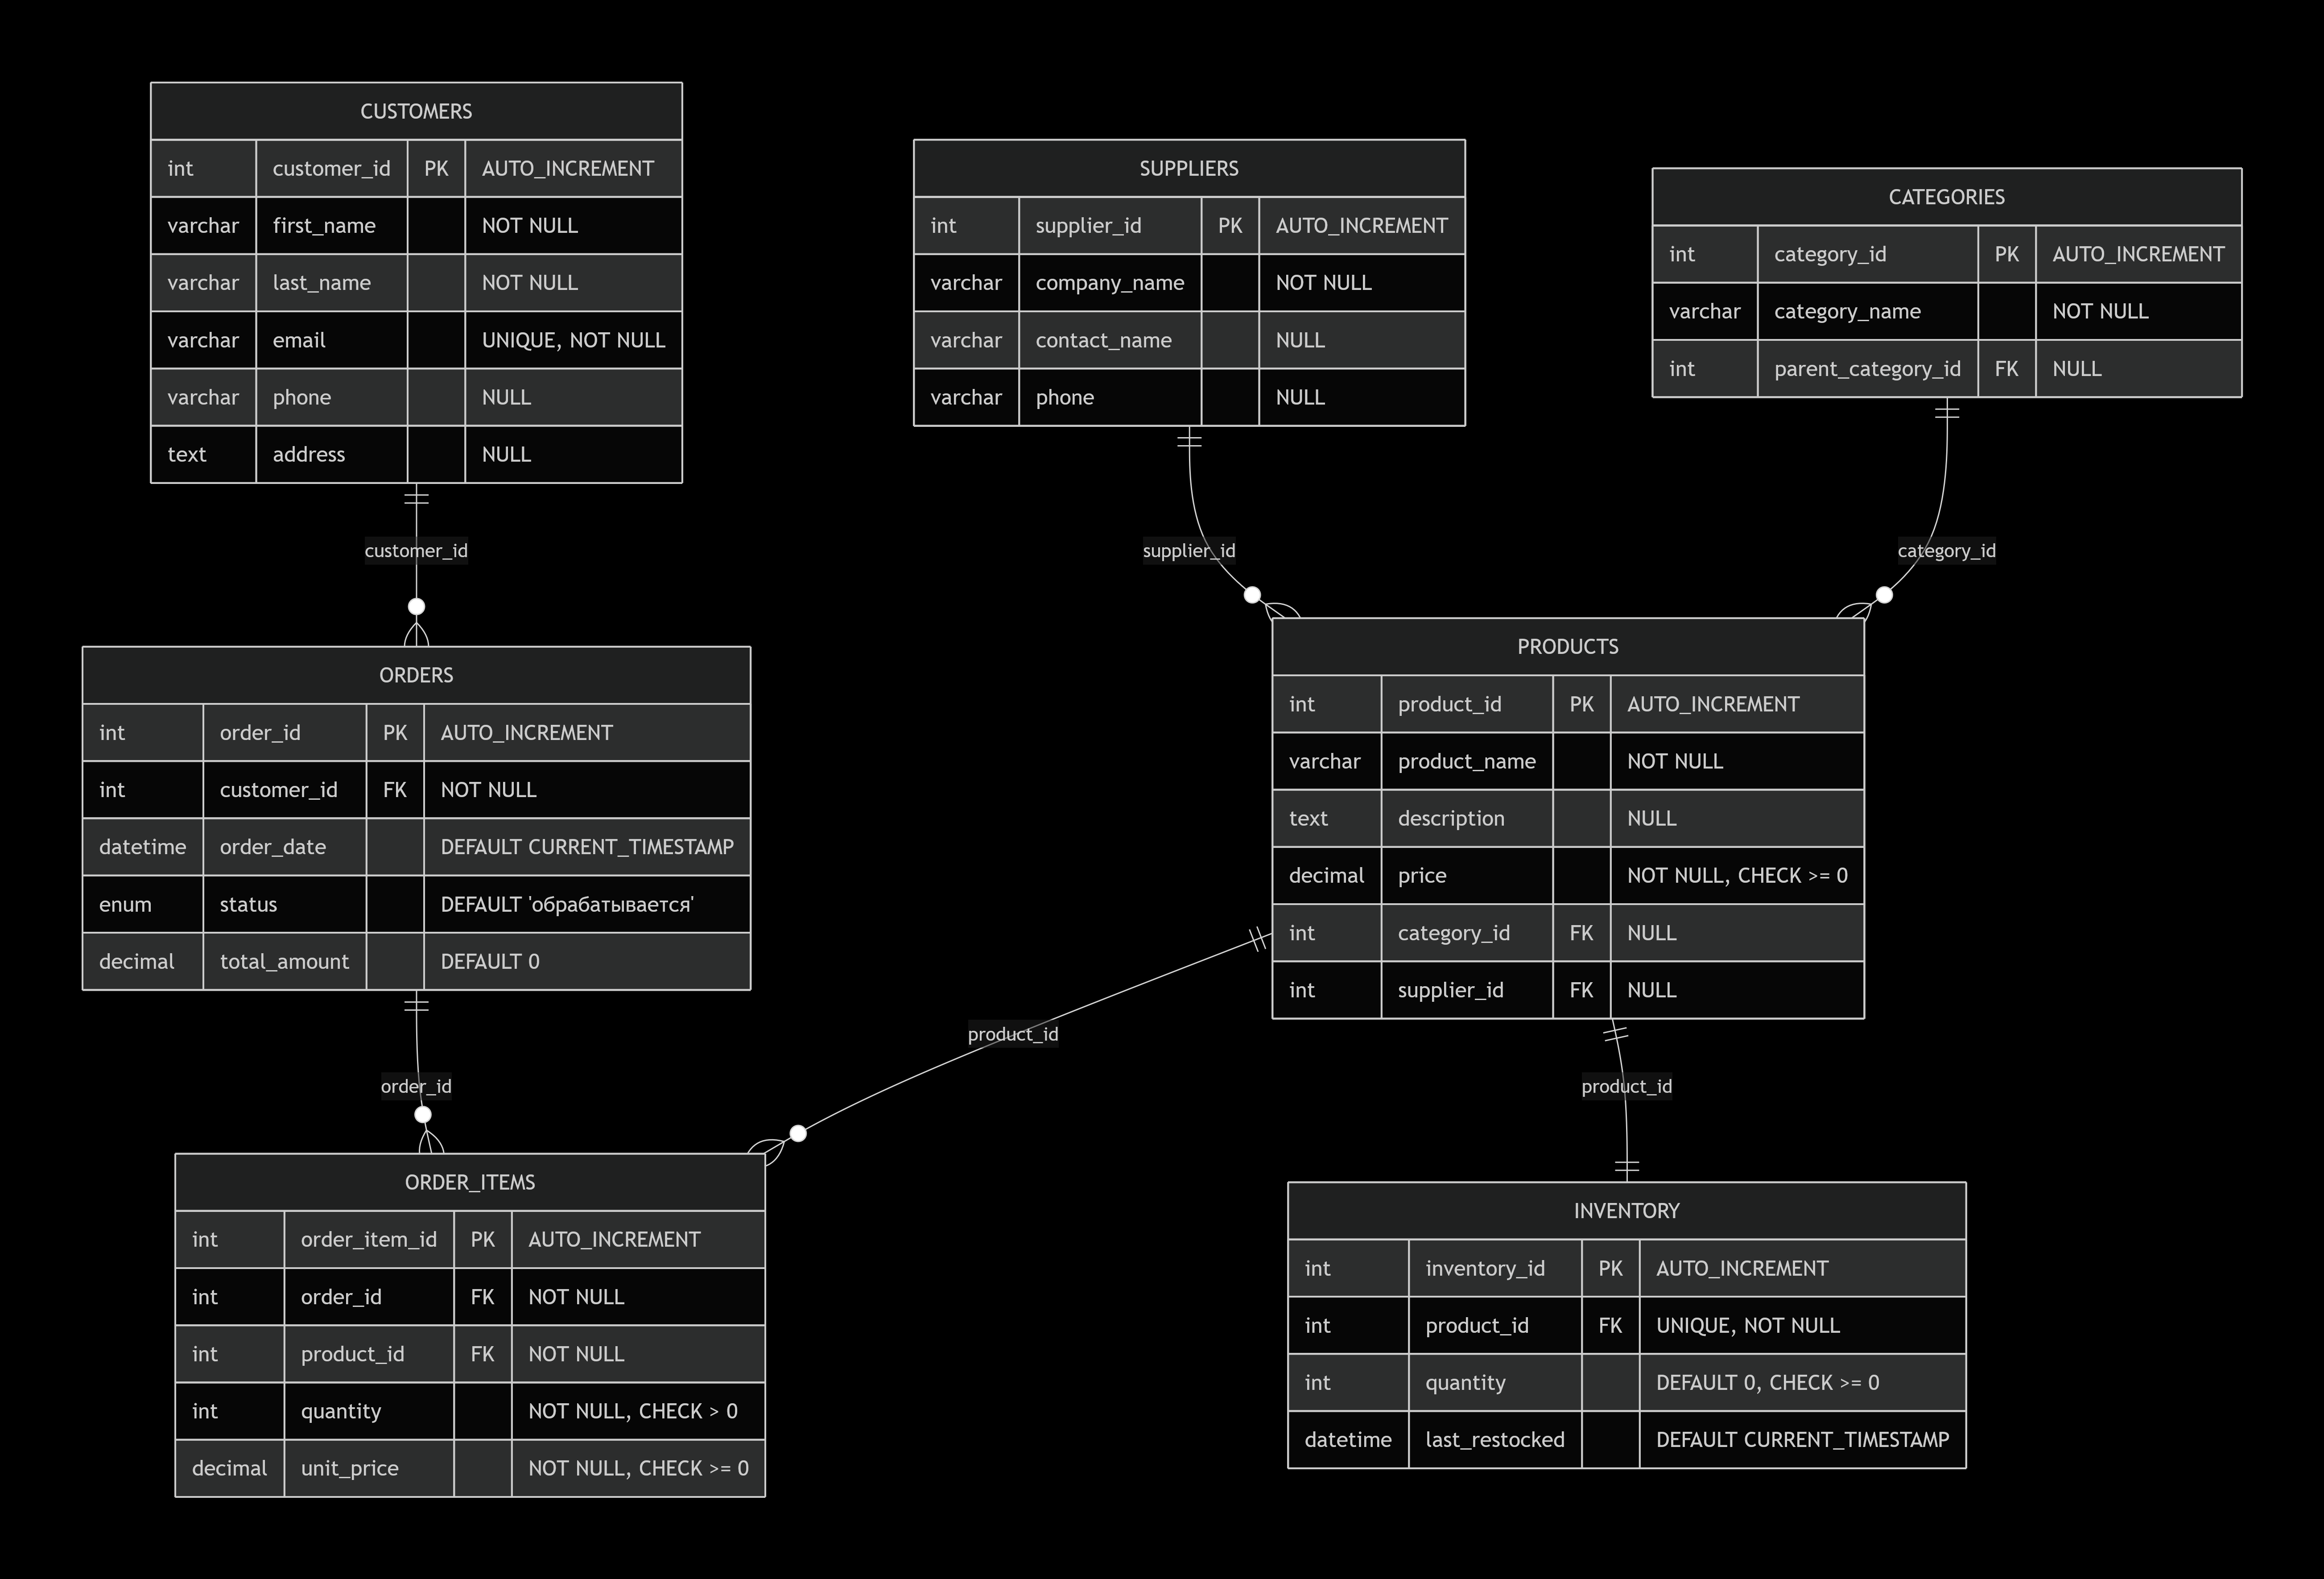 CUSTOMERS
int customer_id PK AUTO_INCREMENT
varchar first_name NOT NULL
varchar last_name NOT NULL
varchar email UNIQUE, NOT NULL
varchar phone NULL
text address NULL
SUPPLIERS
int supplier_id PK AUTO_INCREMENT
varchar company_name NOT NULL
varchar contact_name NULL
varchar phone NULL
CATEGORIES
int category_id PK AUTO_INCREMENT
varchar category_name NOT NULL
int parent_category_id FK NULL
customer_id
supplier_id
category_id
ORDERS
int order_id PK AUTO_INCREMENT
int customer_id FK NOT NULL
datetime order_date DEFAULT CURRENT_TIMESTAMP
enum status DEFAULT 'обрабатывается'
decimal total_amount DEFAULT 0
PRODUCTS
int product_id PK AUTO_INCREMENT
varchar product_name NOT NULL
text description NULL
decimal price NOT NULL, CHECK >= 0
int category_id FK NULL
int supplier_id FK NULL
product_id
order_id
product_id
ORDER_ITEMS
int order_item_id PK AUTO_INCREMENT
int order_id FK NOT NULL
int product_id FK NOT NULL
int quantity NOT NULL, CHECK > 0
decimal unit_price NOT NULL, CHECK >= 0
INVENTORY
int inventory_id PK AUTO_INCREMENT
int product_id FK UNIQUE, NOT NULL
int quantity DEFAULT 0, CHECK >= 0
datetime last_restocked DEFAULT CURRENT_TIMESTAMP